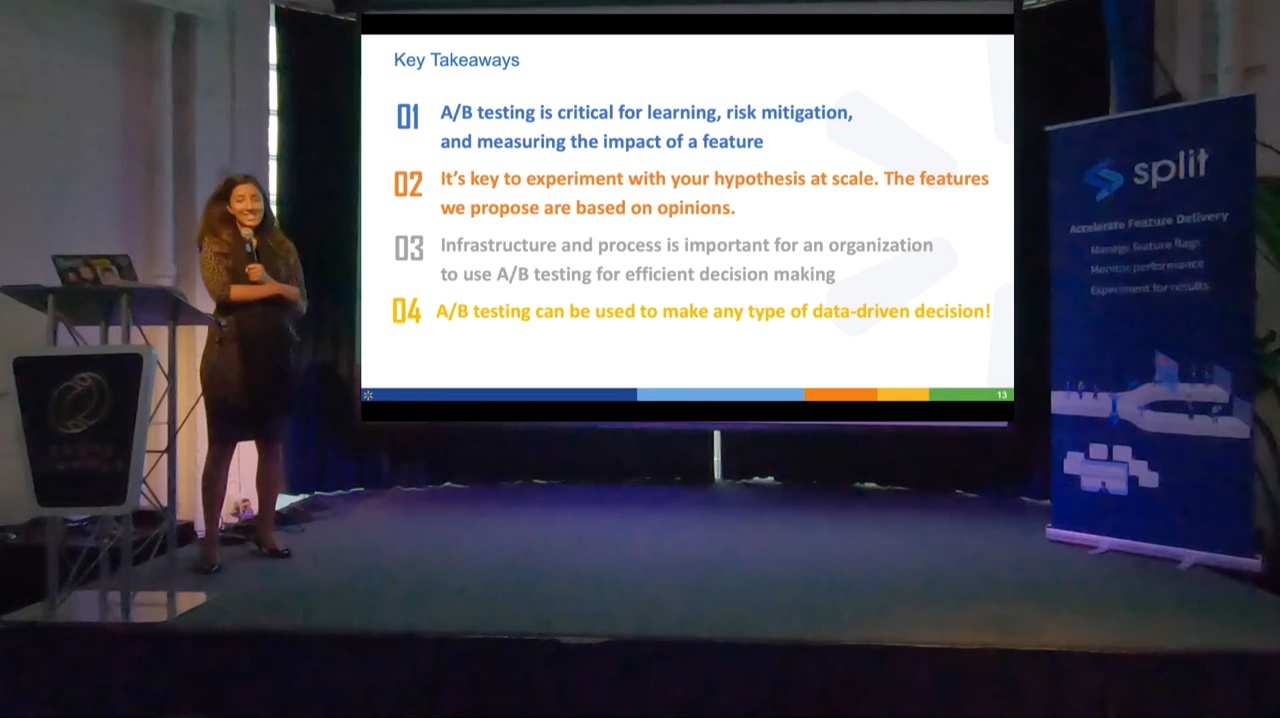 Key Takeaways
01 A/B testing is critical for learning, risk mitigation,
and measuring the impact of a feature
02 It’s key to experiment with your hypothesis at scale. The features
we propose are based on opinions.
03 Infrastructure and process is important for an organization
to use A/B testing for efficient decision making
04 A/B testing can be used to make any type of data-driven decision!
13
split
Accelerate Feature Delivery
Manage feature flags
Monitor performance
Experiment for results